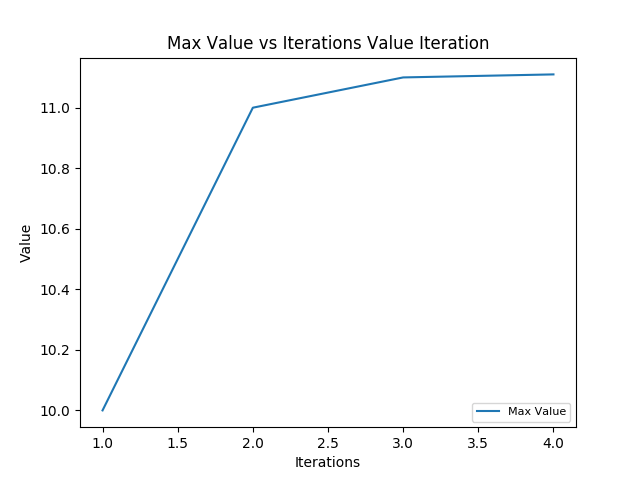 Max Value vs Iterations Value Iteration
Value
11.0
10.8
10.6
10.4
10.2
10.0
Max Value
1.0 1.5 2.0 2.5 3.0 3.5 4.0
Iterations